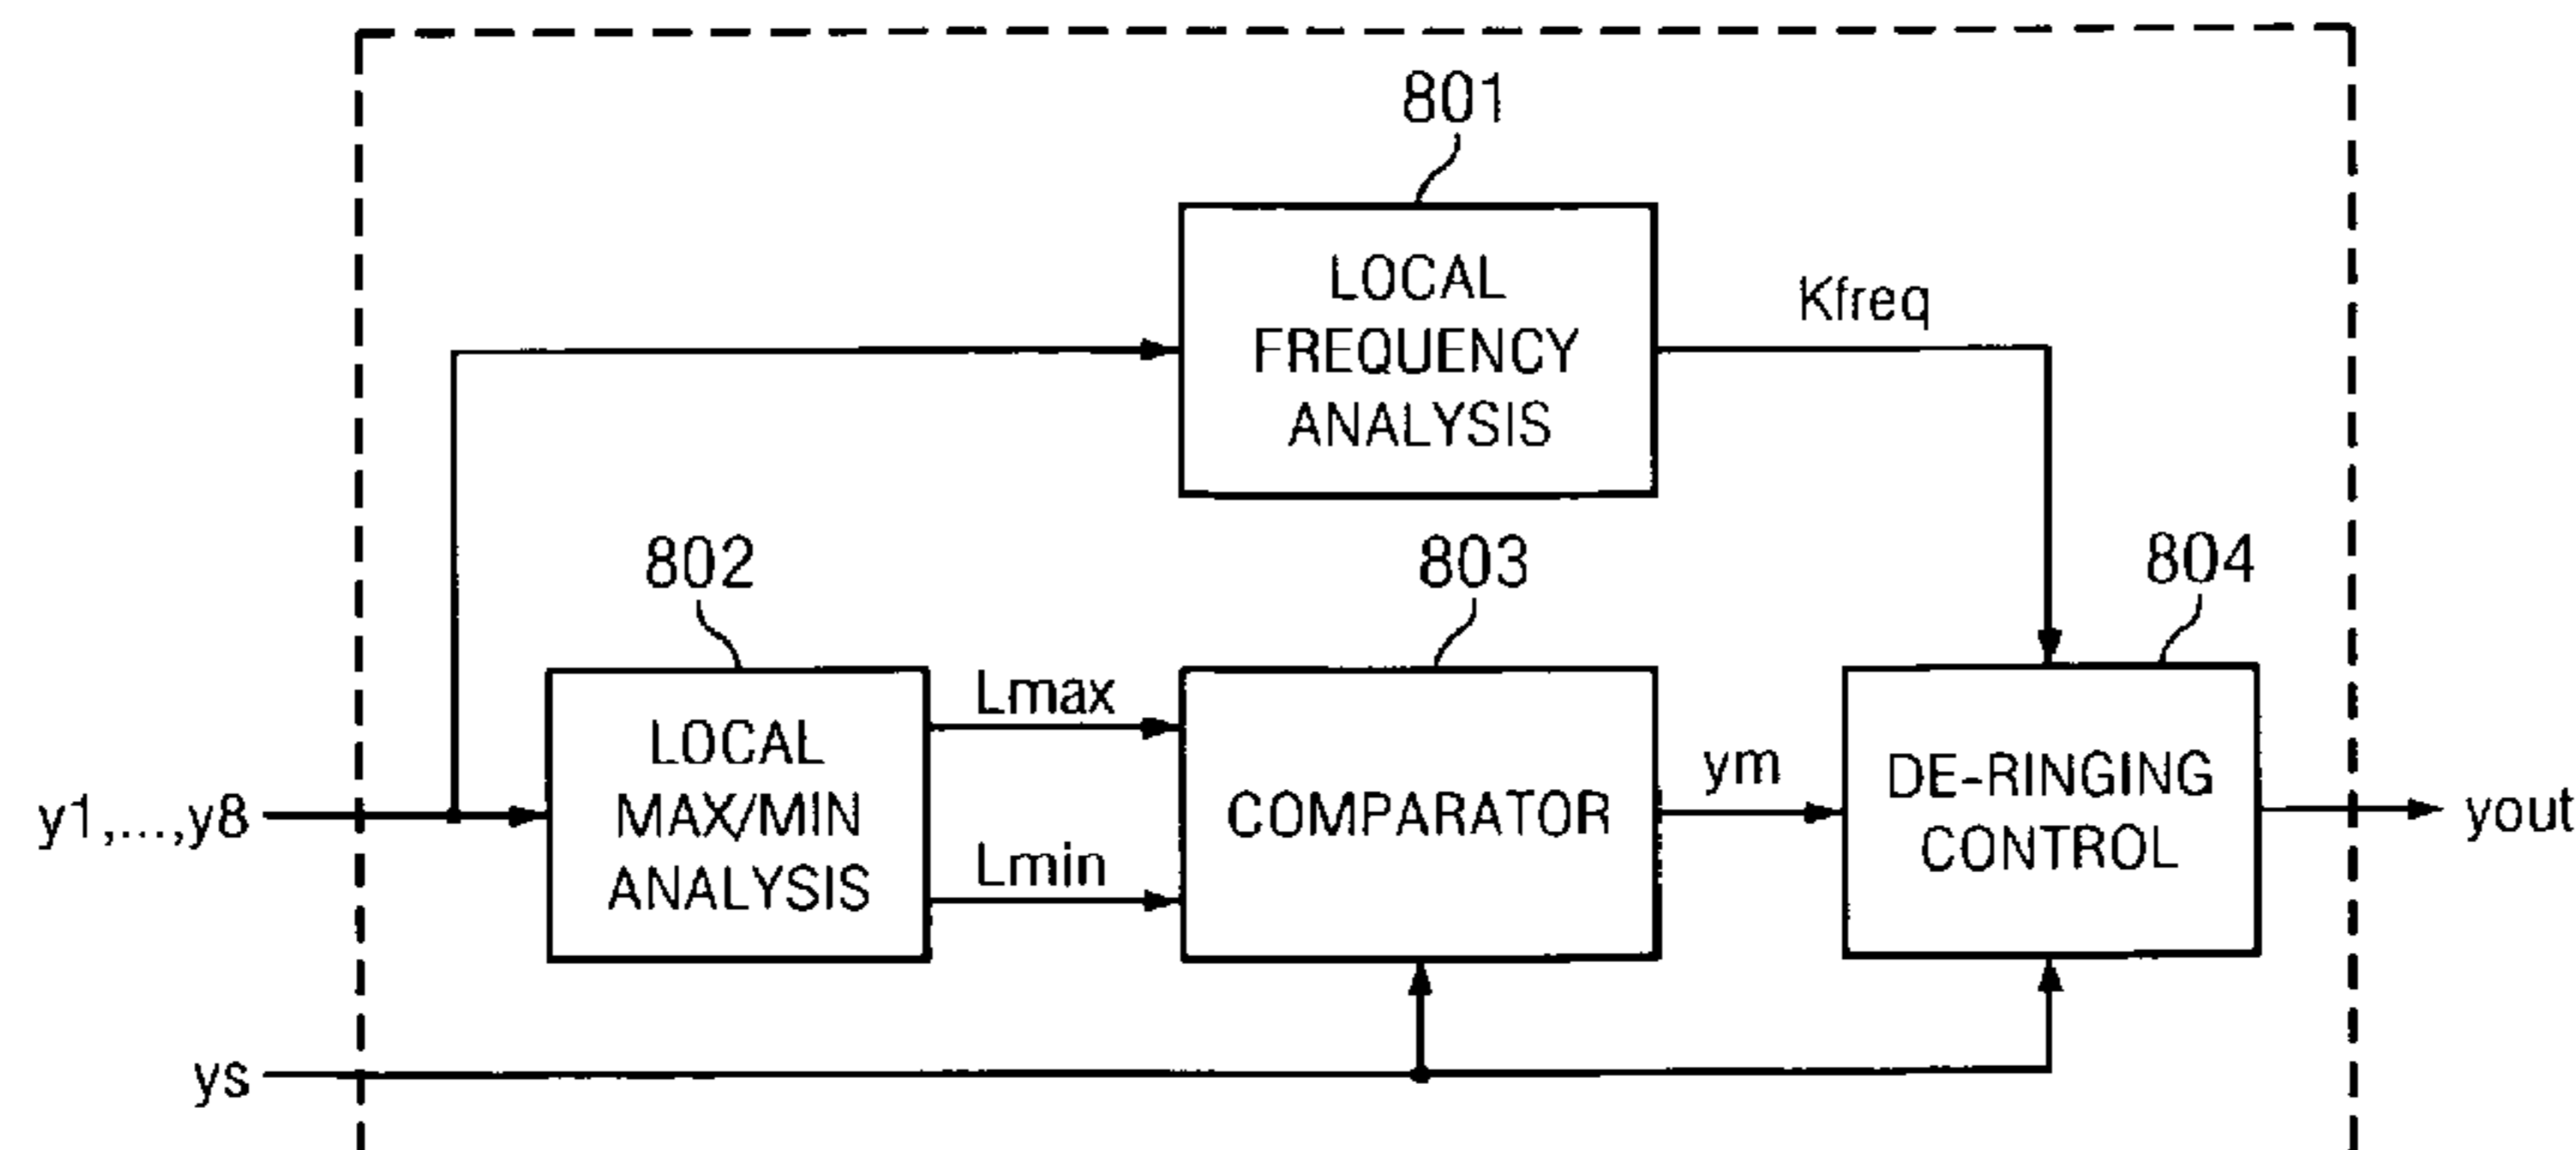 801
LOCAL
FREQUENCY
ANALYSIS
Kfreq
802
803
804
LOCAL
MAX/MIN
ANALYSIS
Lmax
Lmin
COMPARATOR
ym
DE-RINGING
CONTROL
y1,...,y8
yout
ys